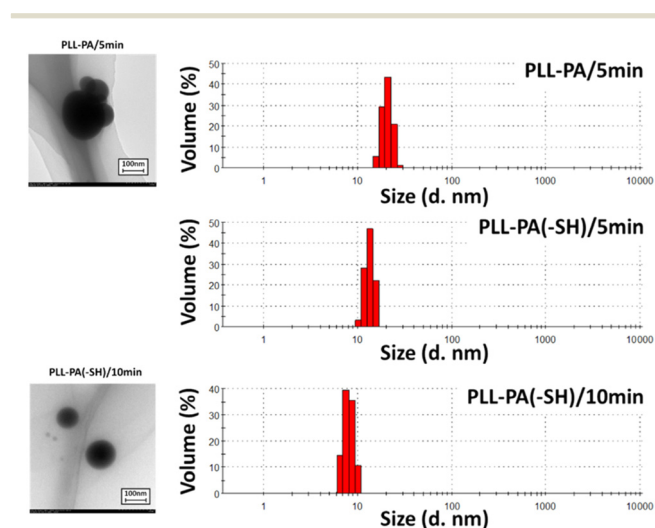 PLL-PA/5min
100nm
Volume (%)
50
40
30
20
10
0
PLL-PA/5min
1 10 100 1000 10000
Size (d. nm)
Volume (%)
50
40
30
20
10
0
PLL-PA(-SH)/5min
1 10 100 1000 10000
Size (d. nm)
PLL-PA(-SH)/10min
100nm
Volume (%)
40
30
20
10
0
PLL-PA(-SH)/10min
1 10 100 1000 10000
Size (d. nm)